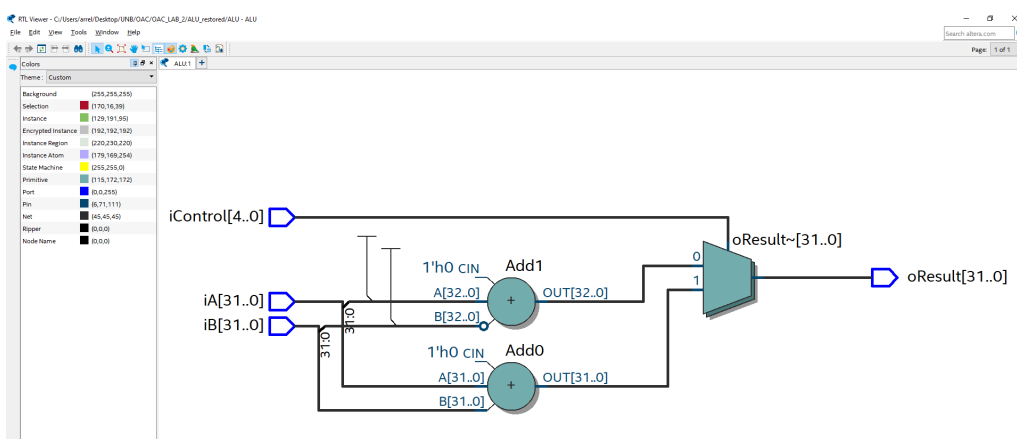 RTL Viewer - C:/Users/arrel/Desktop/UNB/OAC/OAC_LAB_2/ALU_restored/ALU - ALU
File Edit View Tools Window Help
Search altera.com
Page: 1 of 1
Colors
ALU:1
Theme: Custom
Background (255,255,255)
Selection (170,16,39)
Instance (129,191,95)
Encrypted Instance (192,192,192)
Instance Region (220,230,220)
Instance Atom (179,169,254)
State Machine (255,255,0)
Primitive (115,172,172)
Port (0,0,255)
Pin (6,71,111)
Net (45,45,45)
Ripper (0,0,0)
Node Name (0,0,0)
iControl[4..0]
oResult~[31..0]
0
1
oResult[31..0]
1'h0 CIN
Add1
A[32..0]
OUT[32..0]
B[32..0]
+
iA[31..0]
iB[31..0]
31:0
31:0
1'h0 CIN
Add0
A[31..0]
OUT[31..0]
B[31..0]
+